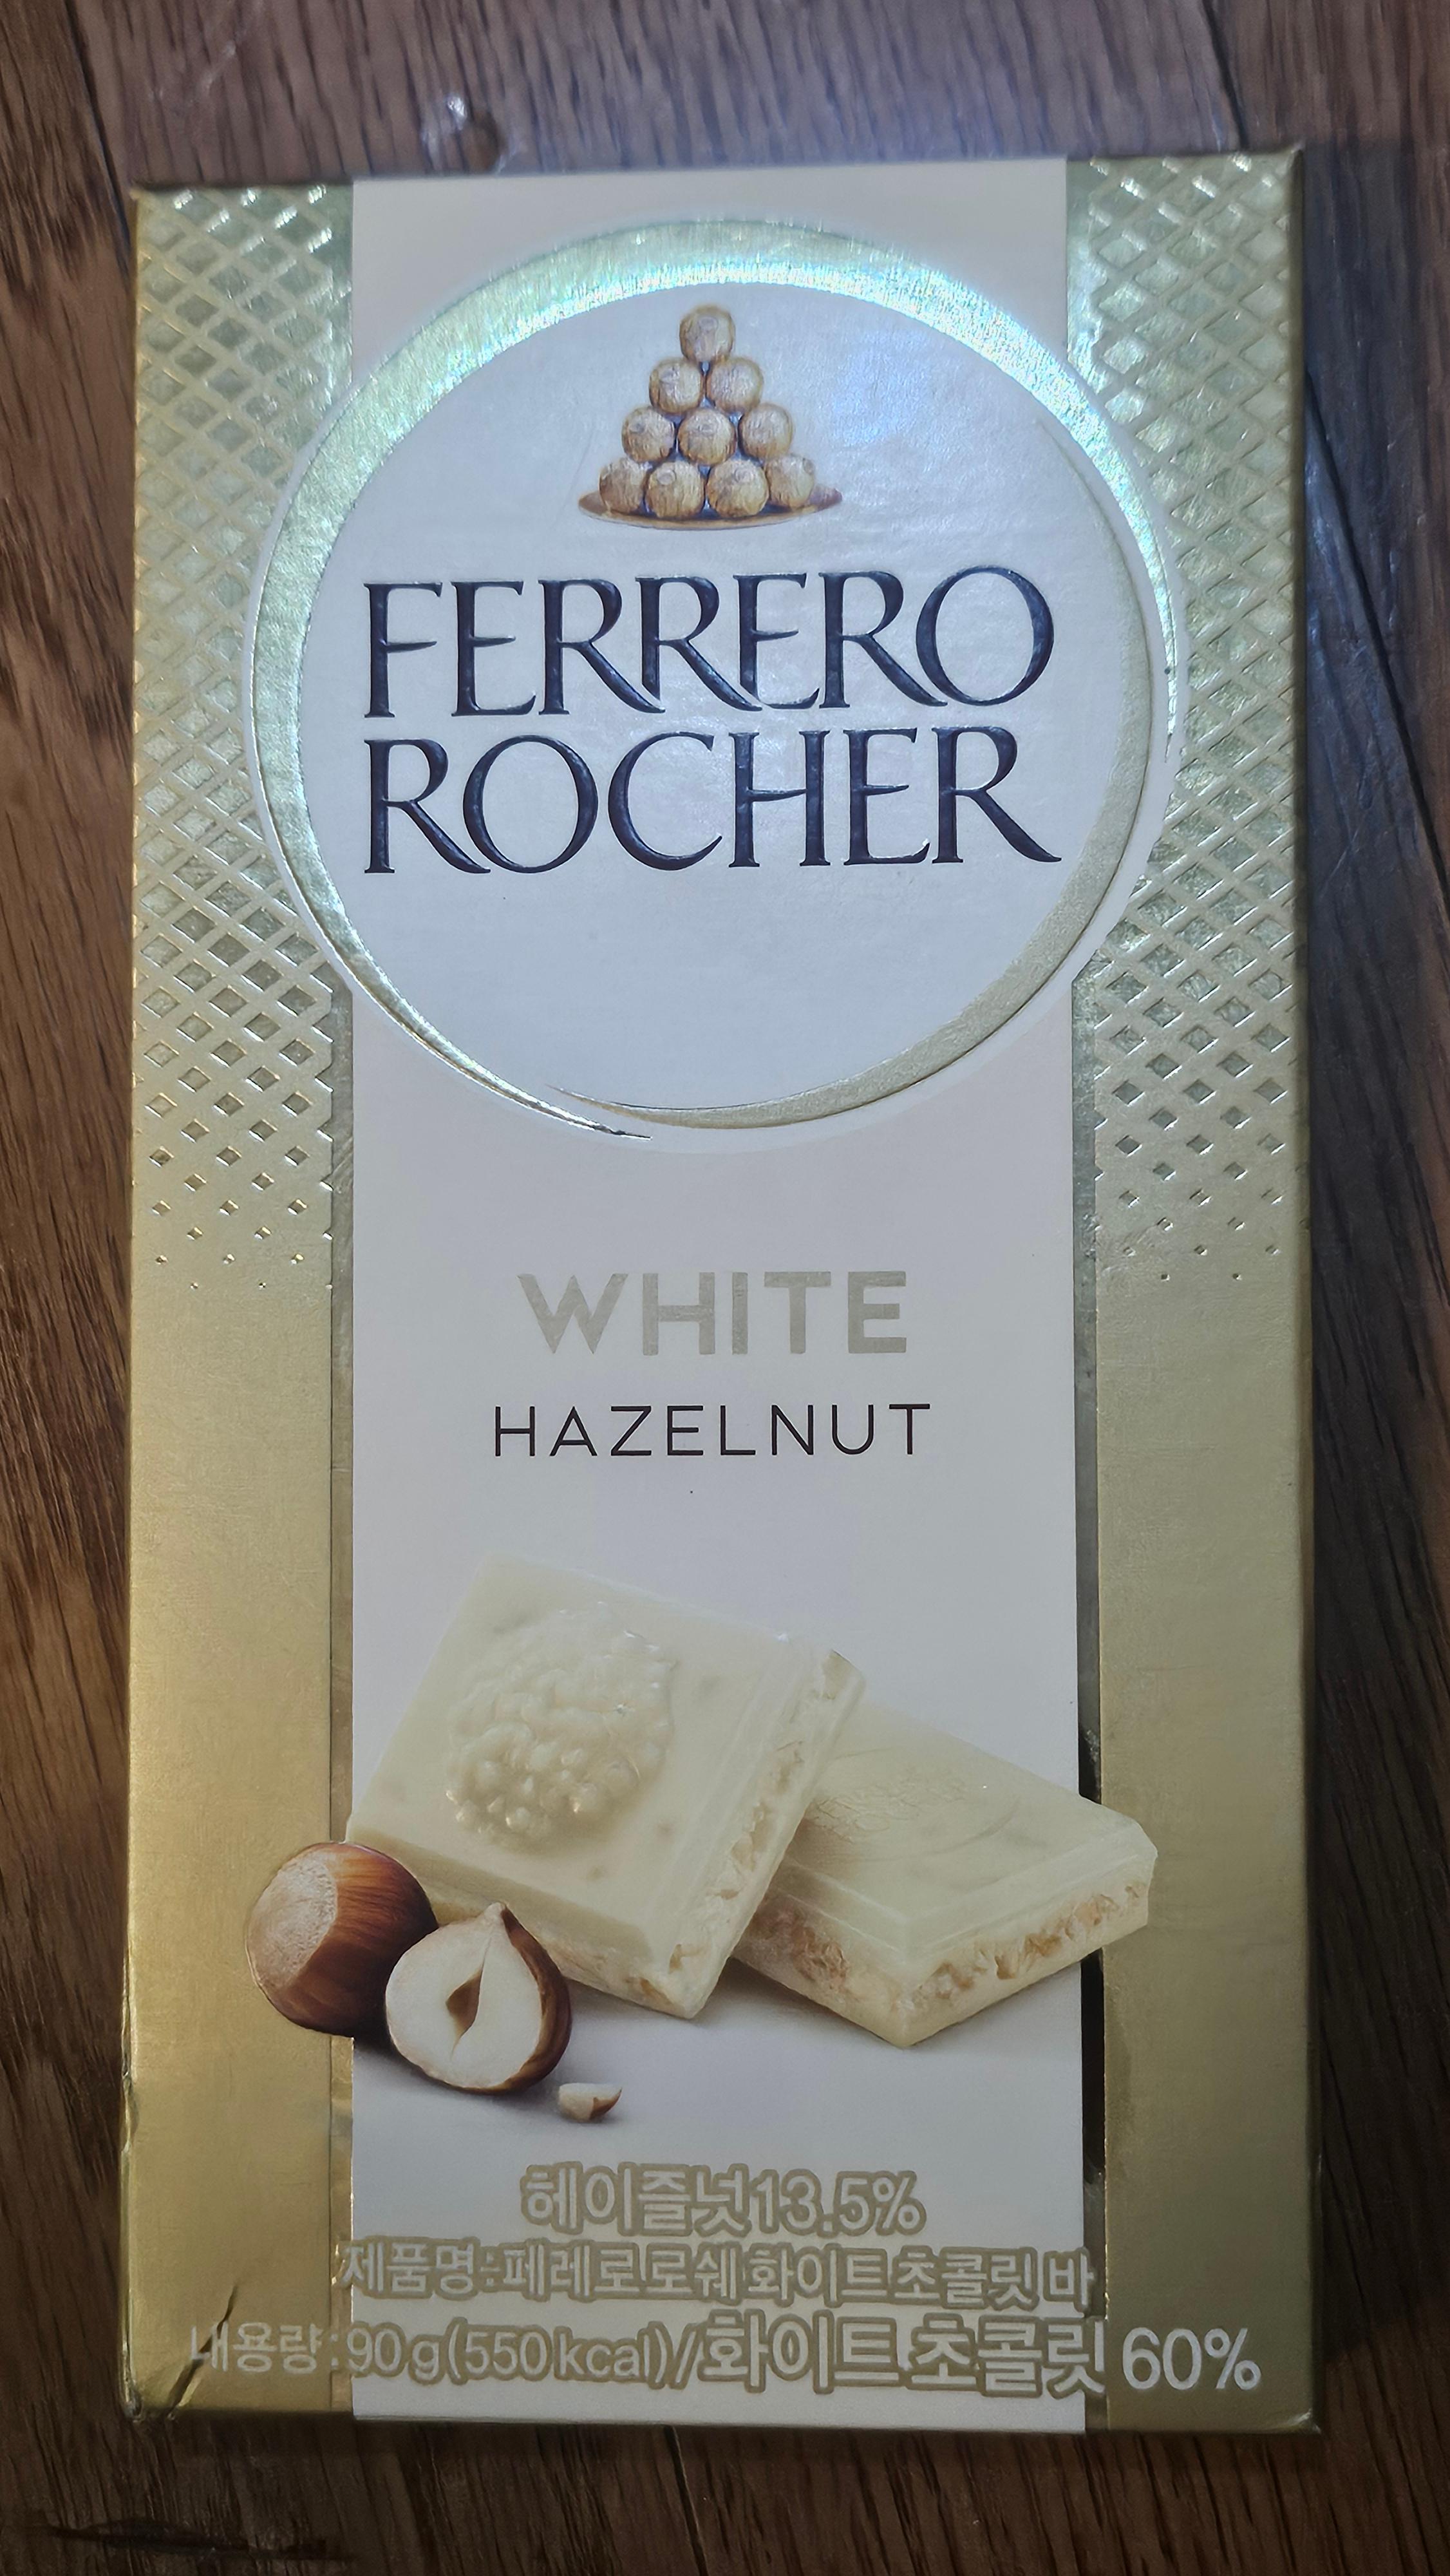 FERRERO
ROCHER
WHITE
HAZELNUT
헤이즐넛13.5%
제품명:페레로로쉐화이트초콜릿바
내용량:90g(550kcal)/화이트초콜릿 60%